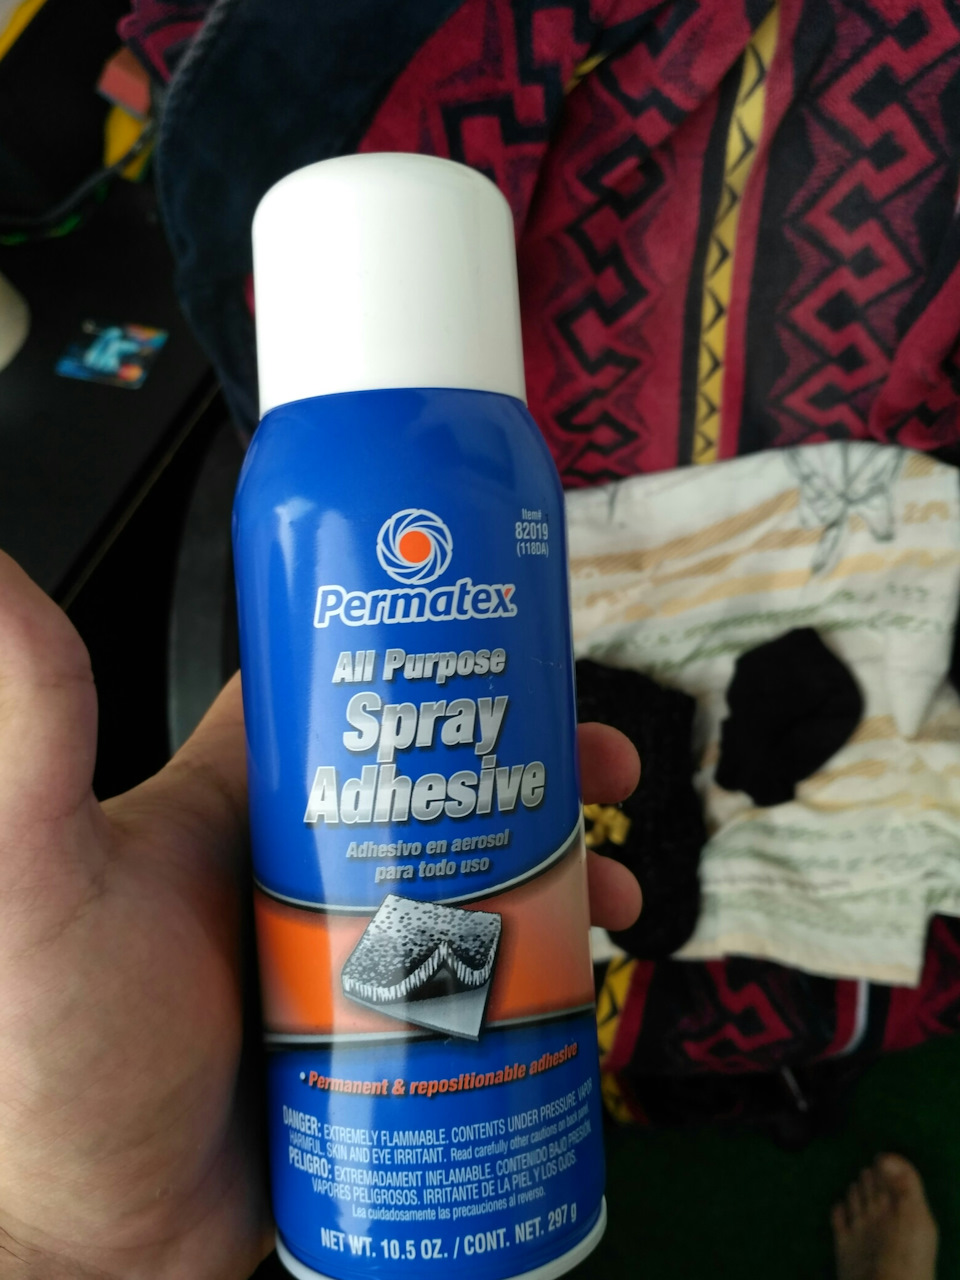 Item#
82019
(118DA)
Permatex
All Purpose
Spray
Adhesive
Adhesivo en aerosol
para todo uso
• Permanent & repositionable adhesive
DANGER: EXTREMELY FLAMMABLE. CONTENTS UNDER PRESSURE. VAPOR
HARMFUL. SKIN AND EYE IRRITANT. Read carefully other cautions on back panel.
PELIGRO: EXTREMADAMENT INFLAMABLE. CONTENIDO BAJO PRESIÓN.
VAPORES PELIGROSOS. IRRITANTE DE LA PIEL Y LOS OJOS.
Lea cuidadosamente las precauciones al reverso.
NET WT. 10.5 OZ. / CONT. NET. 297 g